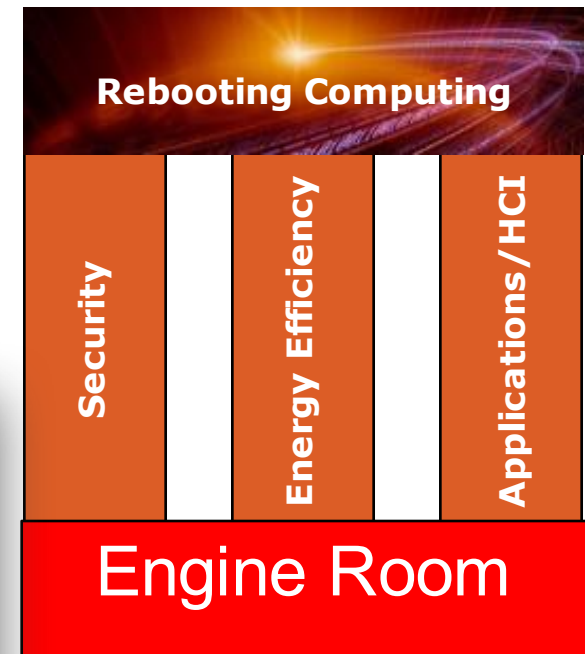 Rebooting Computing
Security
Energy Efficiency
Applications/HCI
Engine Room